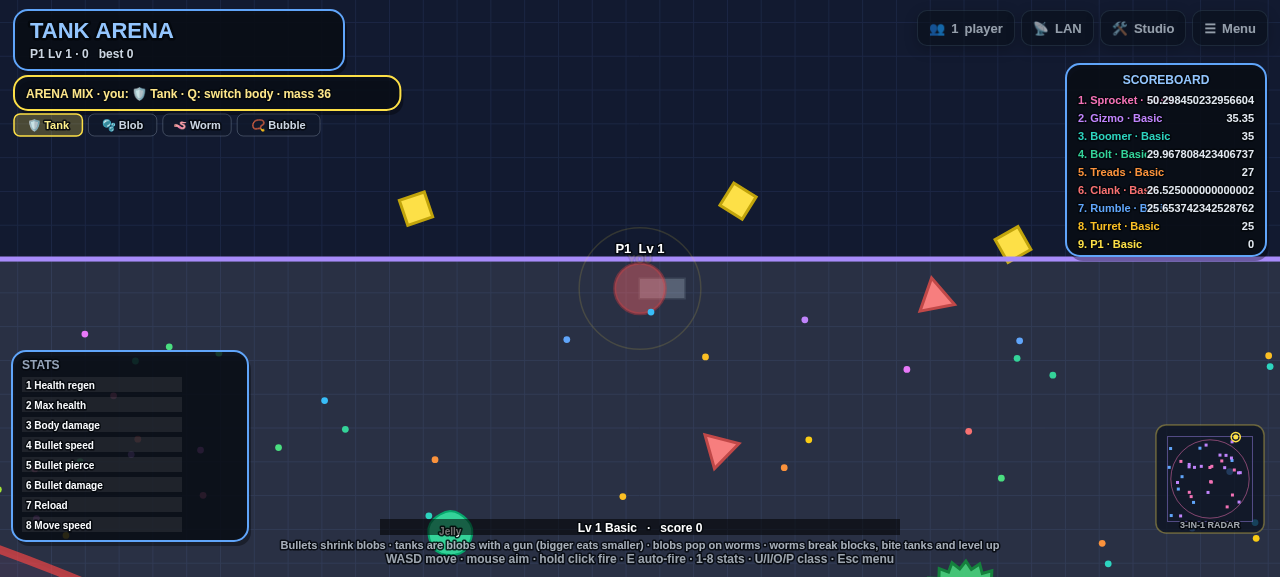 TANK ARENA
P1 Lv 1 · 0 best 0
ARENA MIX · you: 🛡️ Tank · Q: switch body · mass 36
🛡️ Tank
🫧 Blob
🪱 Worm
📿 Bubble
👥 1 player
📡 LAN
🛠️ Studio
☰ Menu
SCOREBOARD
1. Sprocket · 50.298450232956604
2. Gizmo · Basic 35.35
3. Boomer · Basic 35
4. Bolt · Basic 29.967808423406737
5. Treads · Basic 27
6. Clank · Bas 26.525000000000002
7. Rumble · B 25.653742342528762
8. Turret · Basic 25
9. P1 · Basic 0
P1 Lv 1
STATS
1 Health regen
2 Max health
3 Body damage
4 Bullet speed
5 Bullet pierce
6 Bullet damage
7 Reload
8 Move speed
Jelly
3-IN-1 RADAR
Lv 1 Basic · score 0
Bullets shrink blobs · tanks are blobs with a gun (bigger eats smaller) · blobs pop on worms · worms break blocks, bite tanks and level up
WASD move · mouse aim · hold click fire · E auto-fire · 1-8 stats · U/I/O/P class · Esc menu